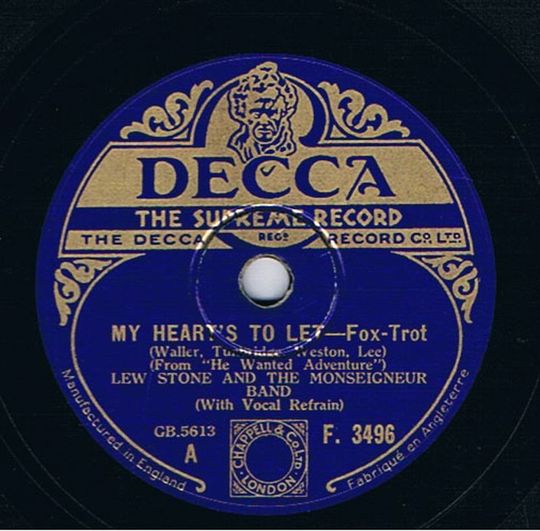 DECCA
THE SUPREME RECORD
THE DECCA REGD. RECORD CO. LTD.
MY HEART'S TO LET—Fox-Trot
(Waller, Tunbridge, Weston, Lee)
(From "He Wanted Adventure")
LEW STONE AND THE MONSEIGNEUR
BAND
(With Vocal Refrain)
GB.5613
A
F. 3496
CHAPPELL & Co. LTD.
LONDON
Manufactured in England
Fabriqué en Angleterre